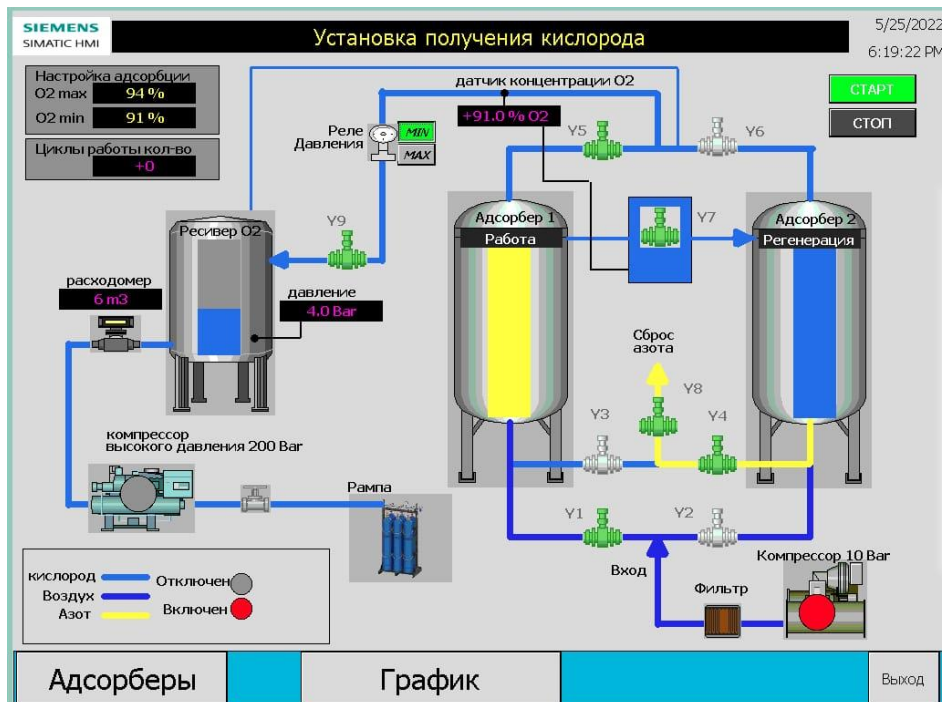 SIEMENS
SIMATIC HMI
Установка получения кислорода
5/25/2022
6:19:22 PM
Настройка адсорбции
O2 max 94 %
O2 min 91 %
Циклы работы кол-во
+0
датчик концентрации O2
+91.0 % O2
Реле
Давления
MIN
MAX
СТАРТ
СТОП
Y5
Y6
Y9
Y7
Ресивер O2
Адсорбер 1
Работа
Адсорбер 2
Регенерация
расходомер
6 m3
давление
4.0 Bar
Сброс
азота
Y8
Y3
Y4
компрессор
высокого давления 200 Bar
Рампа
Y1
Y2
Вход
Компрессор 10 Bar
Фильтр
кислород
Воздух
Азот
Отключен
Включен
Адсорберы
График
Выход